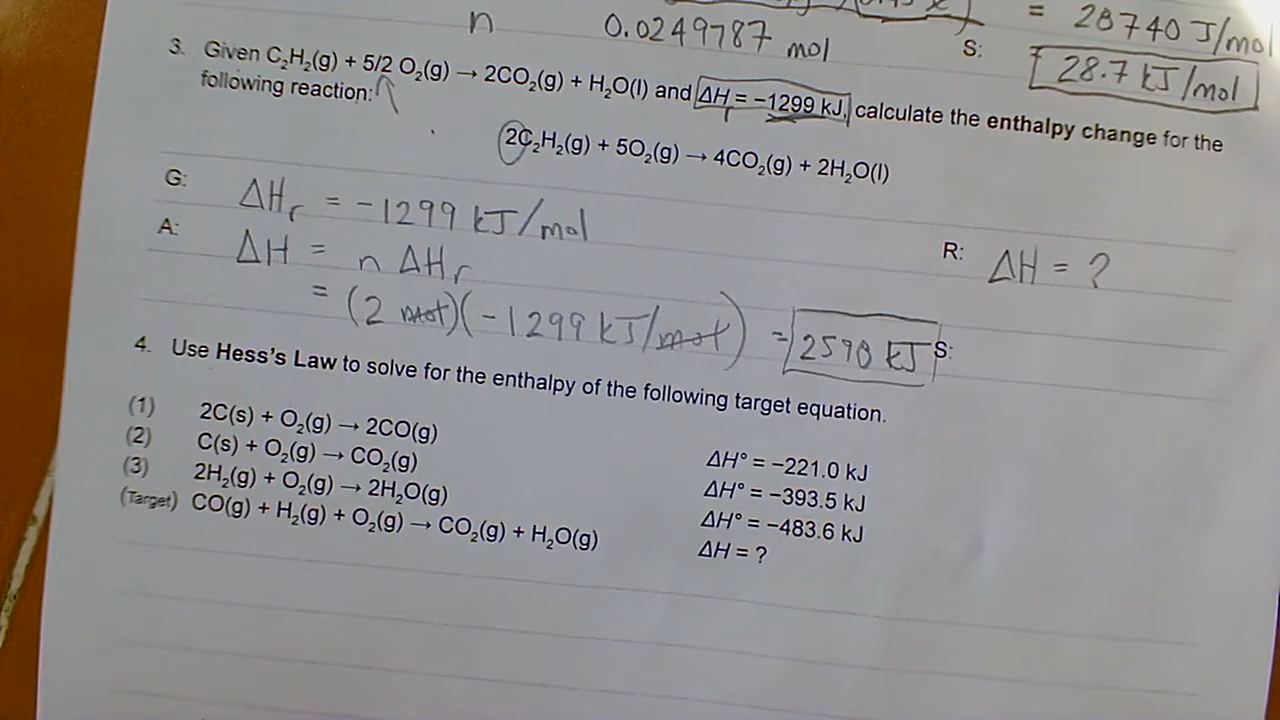 = 28740 J/mol
n 0.0249787 mol S: 28.7 kJ/mol
3. Given C₂H₂(g) + 5/2 O₂(g) → 2CO₂(g) + H₂O(l) and ΔH = −1299 kJ, calculate the enthalpy change for the
following reaction:
2C₂H₂(g) + 5O₂(g) → 4CO₂(g) + 2H₂O(l)
G: ΔHr = -1299 kJ/mol
R: ΔH = ?
A: ΔH = n ΔHr
= (2 mol)(-1299 kJ/mol) = 2598 kJ S:
4. Use Hess's Law to solve for the enthalpy of the following target equation.
(1) 2C(s) + O₂(g) → 2CO(g) ΔH° = −221.0 kJ
(2) C(s) + O₂(g) → CO₂(g) ΔH° = −393.5 kJ
(3) 2H₂(g) + O₂(g) → 2H₂O(g) ΔH° = −483.6 kJ
(Target) CO(g) + H₂(g) + O₂(g) → CO₂(g) + H₂O(g) ΔH = ?